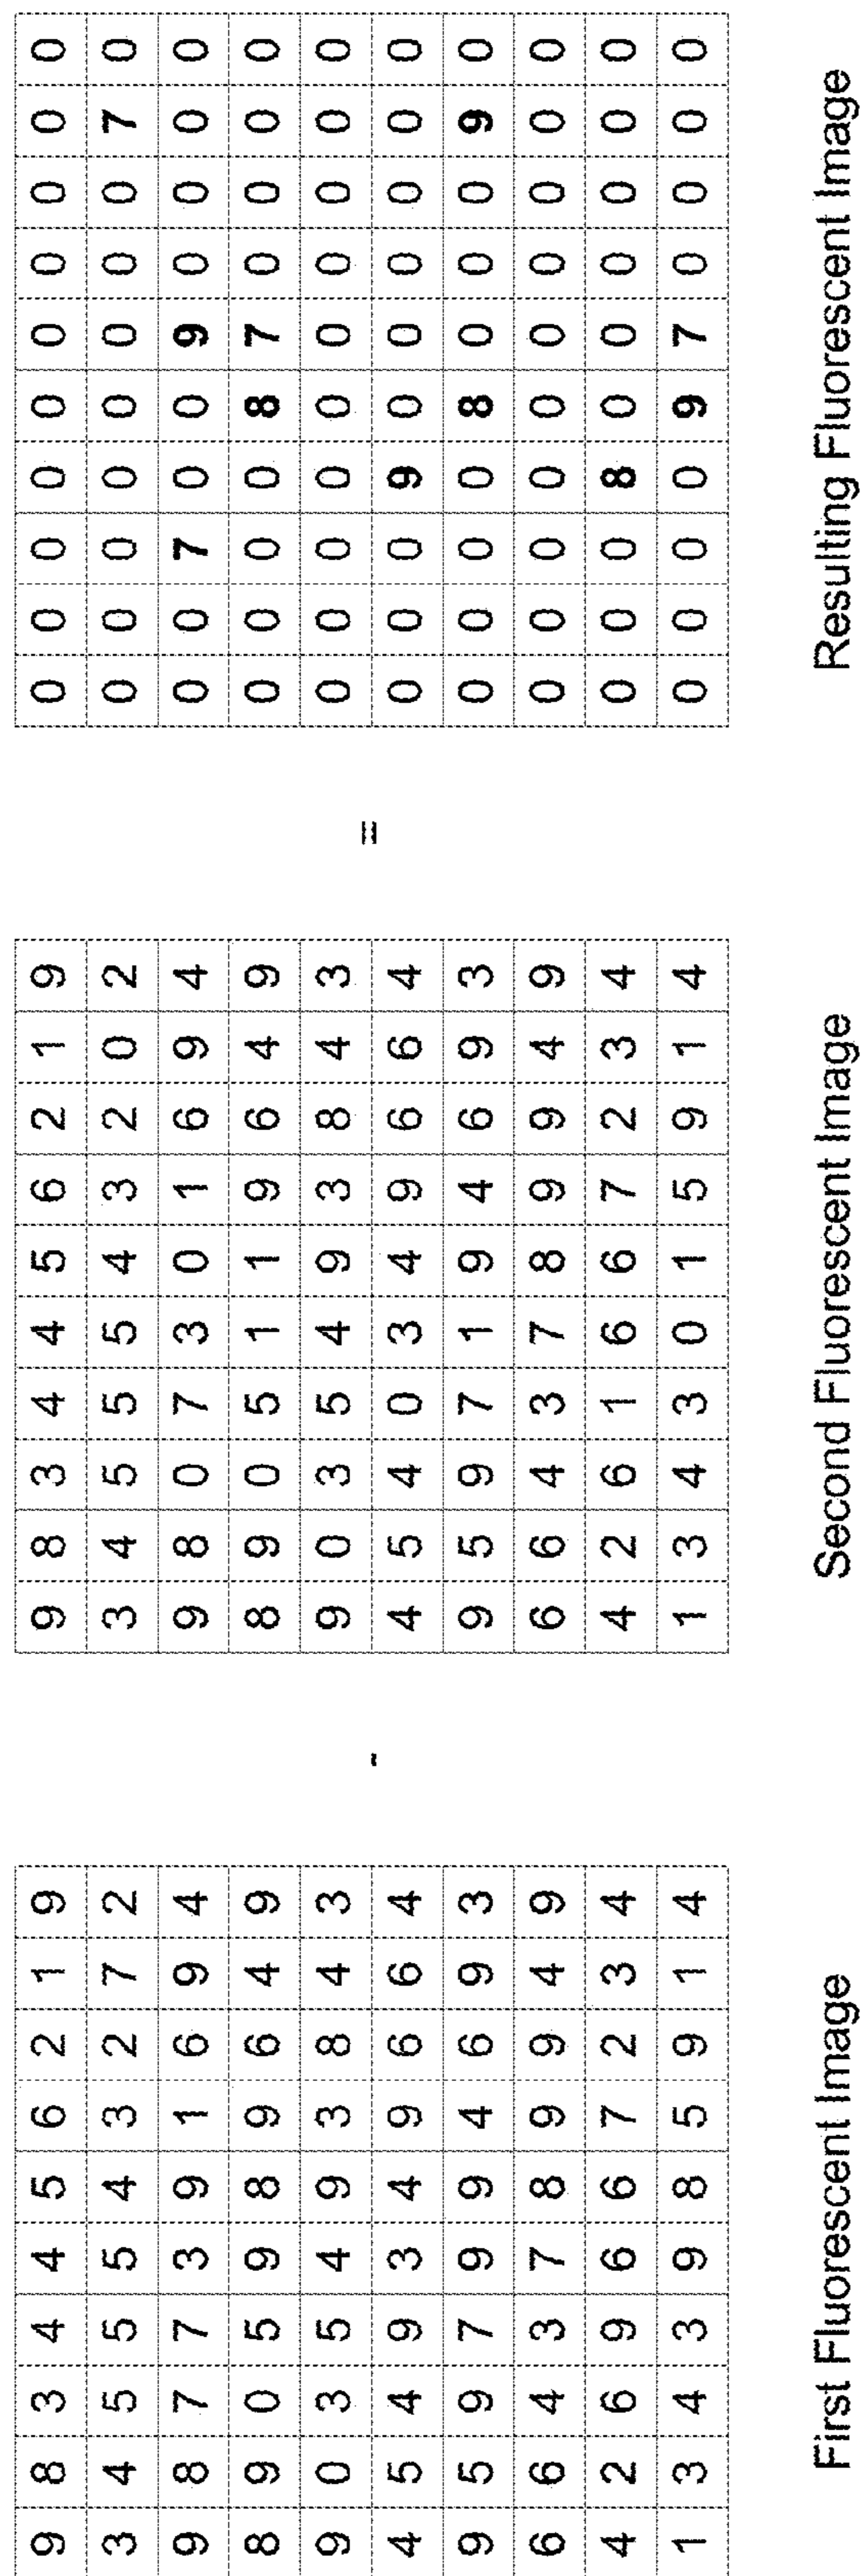 9 8 3 4 4 5 6 2 1 9
3 4 5 5 5 4 3 2 7 2
9 8 7 7 3 9 1 6 9 4
8 9 0 5 9 8 9 6 4 9
9 0 3 5 4 9 3 8 4 3
4 5 4 9 3 4 9 6 6 4
9 5 9 7 9 9 4 6 9 3
6 6 4 3 7 8 9 9 4 9
4 2 6 9 6 6 7 2 3 4
1 3 4 3 9 8 5 9 1 4
First Fluorescent Image
-
9 8 3 4 4 5 6 2 1 9
3 4 5 5 5 4 3 2 0 2
9 8 0 7 3 0 1 6 9 4
8 9 0 5 1 1 9 6 4 9
9 0 3 5 4 9 3 8 4 3
4 5 4 0 3 4 9 6 6 4
9 5 9 7 1 9 4 6 9 3
6 6 4 3 7 8 9 9 4 9
4 2 6 1 6 6 7 2 3 4
1 3 4 3 0 1 5 9 1 4
Second Fluorescent Image
=
0 0 0 0 0 0 0 0 0 0
0 0 0 0 0 0 0 0 7 0
0 0 7 0 0 9 0 0 0 0
0 0 0 0 8 7 0 0 0 0
0 0 0 0 0 0 0 0 0 0
0 0 0 9 0 0 0 0 0 0
0 0 0 0 8 0 0 0 9 0
0 0 0 0 0 0 0 0 0 0
0 0 0 8 0 0 0 0 0 0
0 0 0 0 9 7 0 0 0 0
Resulting Fluorescent Image